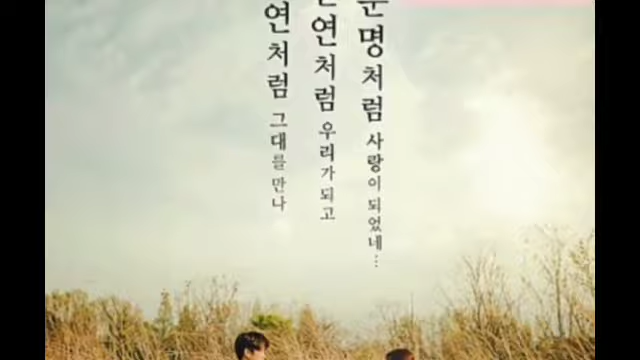 연처럼 그대를 만나
연처럼 우리가 되고
명처럼 사랑이 되었네...